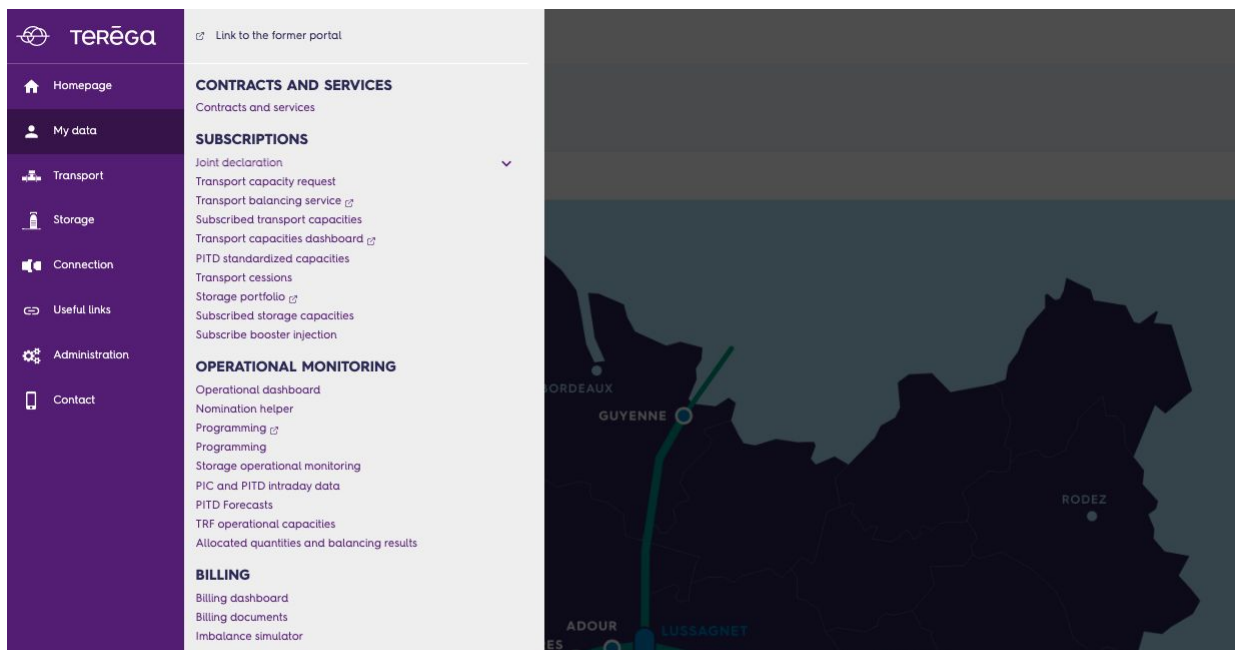 TERĒGA
Homepage
My data
Transport
Storage
Connection
Useful links
Administration
Contact
Link to the former portal
CONTRACTS AND SERVICES
Contracts and services
SUBSCRIPTIONS
Joint declaration
Transport capacity request
Transport balancing service
Subscribed transport capacities
Transport capacities dashboard
PITD standardized capacities
Transport cessions
Storage portfolio
Subscribed storage capacities
Subscribe booster injection
OPERATIONAL MONITORING
Operational dashboard
Nomination helper
Programming
Programming
Storage operational monitoring
PIC and PITD intraday data
PITD Forecasts
TRF operational capacities
Allocated quantities and balancing results
BILLING
Billing dashboard
Billing documents
Imbalance simulator
BORDEAUX
GUYENNE
RODEZ
ADOUR
LUSSAGNET